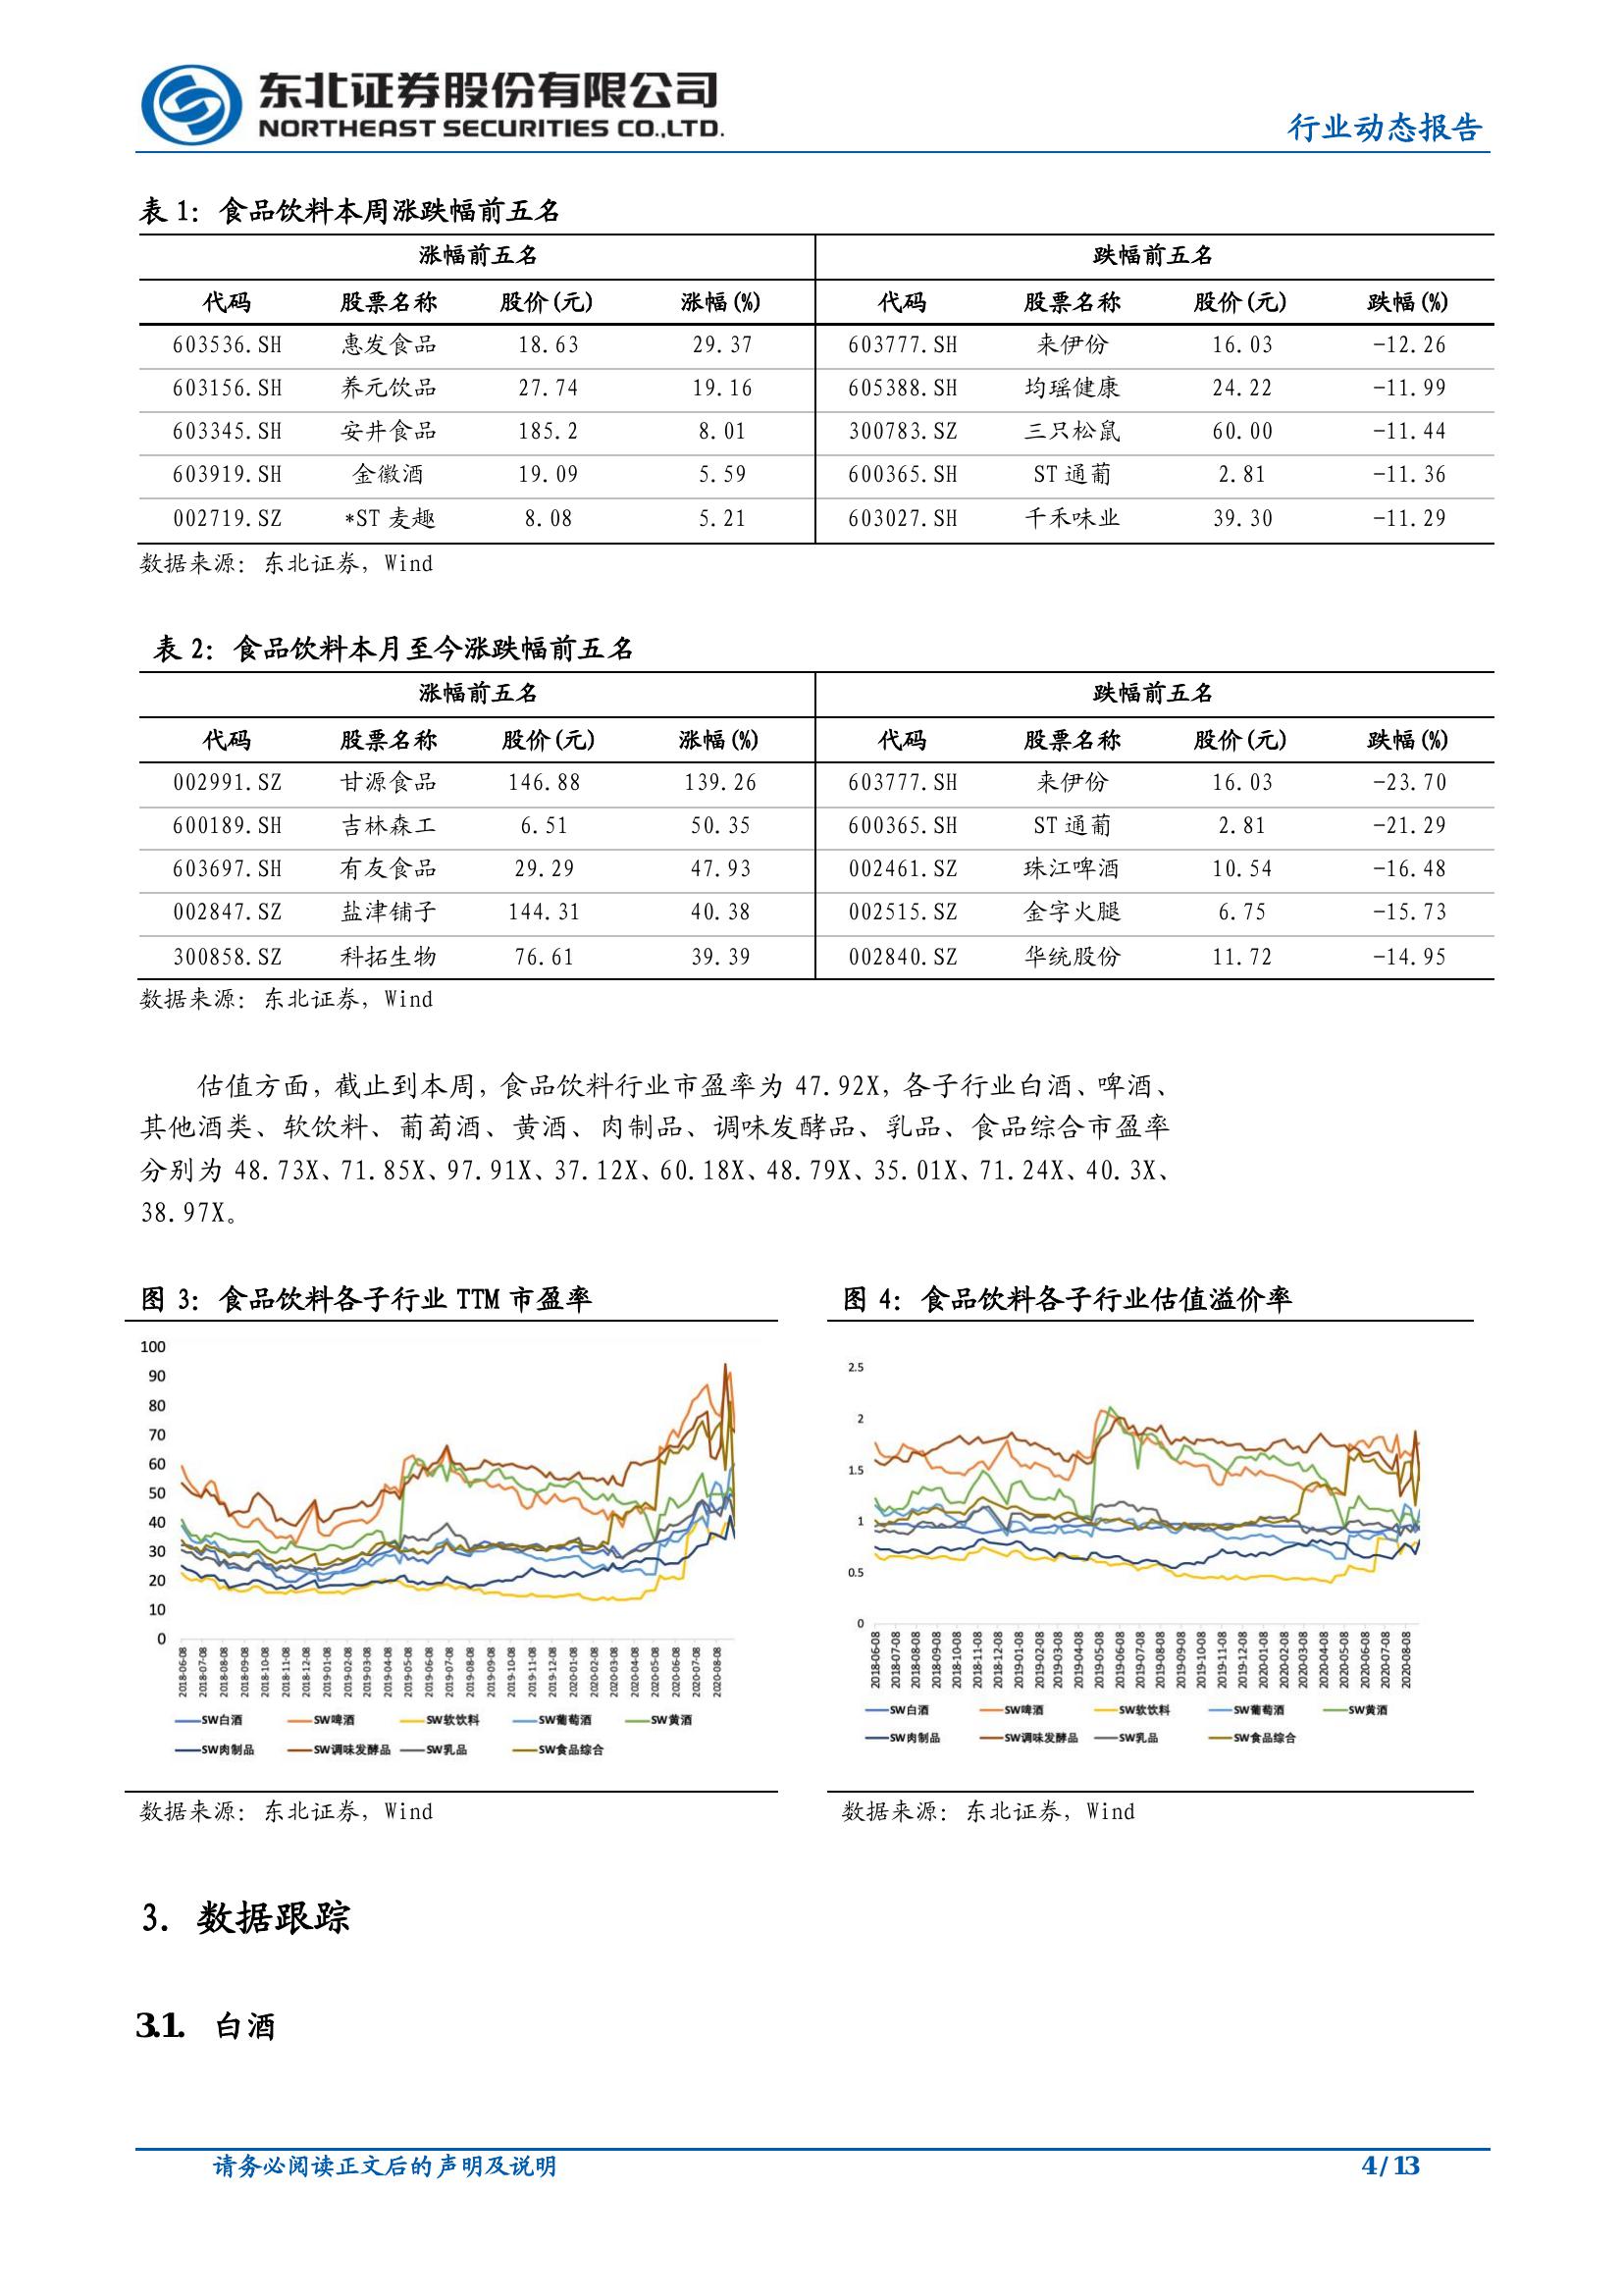 东北证券股份有限公司
NORTHEAST SECURITIES CO.,LTD.
行业动态报告
表 1：食品饮料本周涨跌幅前五名
涨幅前五名 跌幅前五名
代码 股票名称 股价(元) 涨幅(%) 代码 股票名称 股价(元) 跌幅(%)
603536.SH 惠发食品 18.63 29.37 603777.SH 来伊份 16.03 -12.26
603156.SH 养元饮品 27.74 19.16 605388.SH 均瑶健康 24.22 -11.99
603345.SH 安井食品 185.2 8.01 300783.SZ 三只松鼠 60.00 -11.44
603919.SH 金徽酒 19.09 5.59 600365.SH ST 通葡 2.81 -11.36
002719.SZ *ST 麦趣 8.08 5.21 603027.SH 千禾味业 39.30 -11.29
数据来源：东北证券，Wind
表 2：食品饮料本月至今涨跌幅前五名
涨幅前五名 跌幅前五名
代码 股票名称 股价(元) 涨幅(%) 代码 股票名称 股价(元) 跌幅(%)
002991.SZ 甘源食品 146.88 139.26 603777.SH 来伊份 16.03 -23.70
600189.SH 吉林森工 6.51 50.35 600365.SH ST 通葡 2.81 -21.29
603697.SH 有友食品 29.29 47.93 002461.SZ 珠江啤酒 10.54 -16.48
002847.SZ 盐津铺子 144.31 40.38 002515.SZ 金字火腿 6.75 -15.73
300858.SZ 科拓生物 76.61 39.39 002840.SZ 华统股份 11.72 -14.95
数据来源：东北证券，Wind
估值方面，截止到本周，食品饮料行业市盈率为 47.92X，各子行业白酒、啤酒、
其他酒类、软饮料、葡萄酒、黄酒、肉制品、调味发酵品、乳品、食品综合市盈率
分别为 48.73X、71.85X、97.91X、37.12X、60.18X、48.79X、35.01X、71.24X、40.3X、
38.97X。
图 3：食品饮料各子行业 TTM 市盈率
100
90
80
70
60
50
40
30
20
10
0
2018-06-08 2018-07-08 2018-08-08 2018-09-08 2018-10-08 2018-11-08 2018-12-08 2019-01-08 2019-02-08 2019-03-08 2019-04-08 2019-05-08 2019-06-08 2019-07-08 2019-08-08 2019-09-08 2019-10-08 2019-11-08 2019-12-08 2020-01-08 2020-02-08 2020-03-08 2020-04-08 2020-05-08 2020-06-08 2020-07-08 2020-08-08
SW白酒 SW啤酒 SW软饮料 SW葡萄酒 SW黄酒
SW肉制品 SW调味发酵品 SW乳品 SW食品综合
数据来源：东北证券，Wind
图 4：食品饮料各子行业估值溢价率
2.5
2
1.5
1
0.5
0
2018-06-08 2018-07-08 2018-08-08 2018-09-08 2018-10-08 2018-11-08 2018-12-08 2019-01-08 2019-02-08 2019-03-08 2019-04-08 2019-05-08 2019-06-08 2019-07-08 2019-08-08 2019-09-08 2019-10-08 2019-11-08 2019-12-08 2020-01-08 2020-02-08 2020-03-08 2020-04-08 2020-05-08 2020-06-08 2020-07-08 2020-08-08
SW白酒 SW啤酒 SW软饮料 SW葡萄酒 SW黄酒
SW肉制品 SW调味发酵品 SW乳品 SW食品综合
数据来源：东北证券，Wind
3. 数据跟踪
3.1. 白酒
请务必阅读正文后的声明及说明
4 / 13